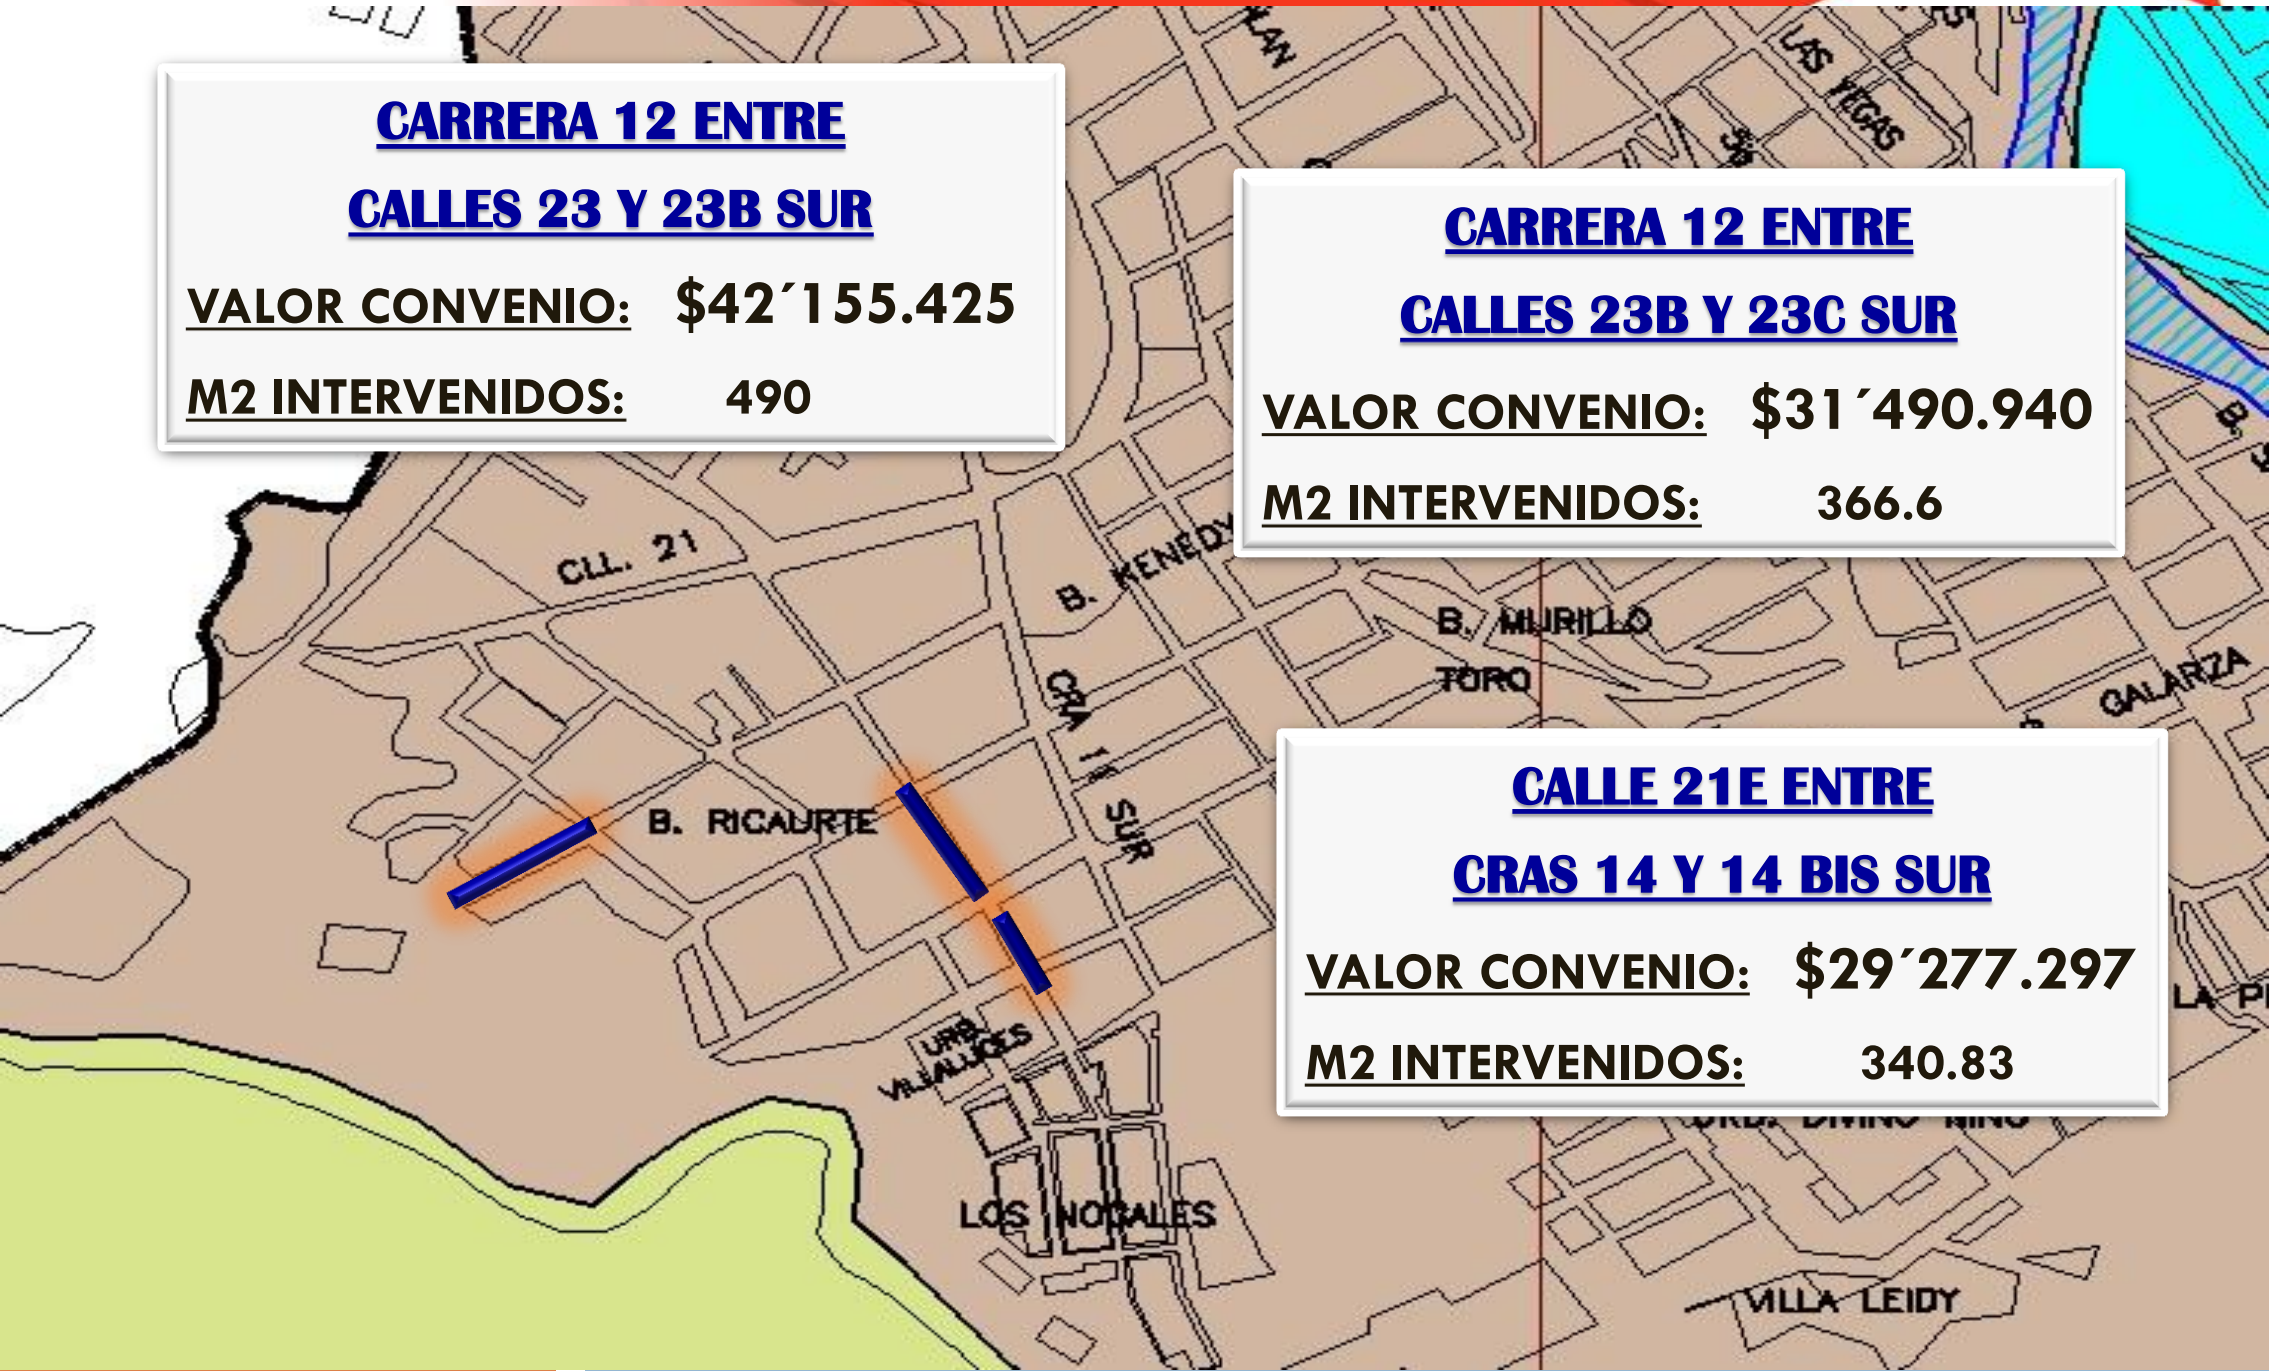 CARRERA 12 ENTRE
CALLES 23 Y 23B SUR
VALOR CONVENIO: $42´155.425
M2 INTERVENIDOS: 490
CARRERA 12 ENTRE
CALLES 23B Y 23C SUR
VALOR CONVENIO: $31´490.940
M2 INTERVENIDOS: 366.6
CALLE 21E ENTRE
CRAS 14 Y 14 BIS SUR
VALOR CONVENIO: $29´277.297
M2 INTERVENIDOS: 340.83
LAS VEGAS
CLL. 21
B. KENEDY
B. MURILLO
TORO
GALARZA
B. RICAURTE
SUR
URB.
VILLALUCES
LOS NOGALES
VILLA LEIDY